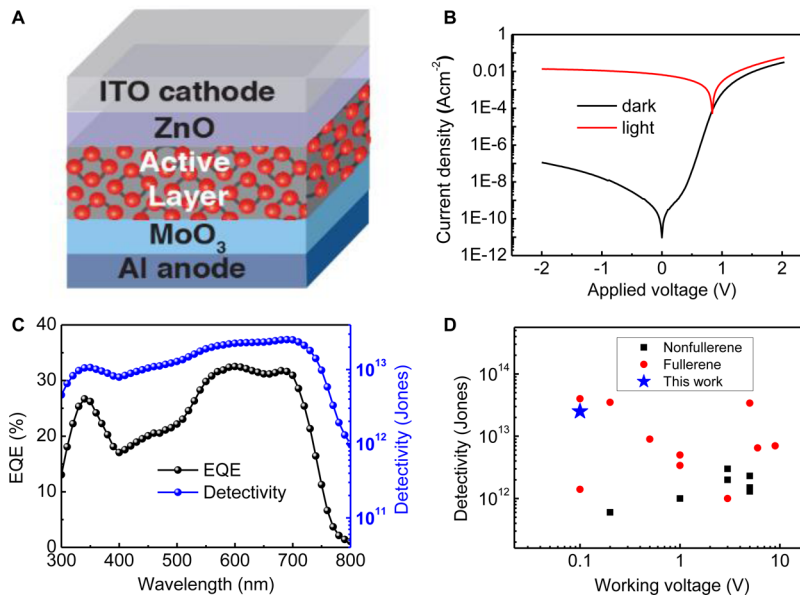 A
ITO cathode
ZnO
Active
Layer
MoO3
Al anode
B
Current density (Acm-2)
1
0.01
1E-4
1E-6
1E-8
1E-10
1E-12
dark
light
-2 -1 0 1 2
Applied voltage (V)
C
EQE (%)
40
30
20
10
0
EQE
Detectivity
10^13
10^12
10^11
Detectivity (Jones)
300 400 500 600 700 800
Wavelength (nm)
D
Detectivity (Jones)
10^14
10^13
10^12
Nonfullerene
Fullerene
This work
0.1 1 10
Working voltage (V)